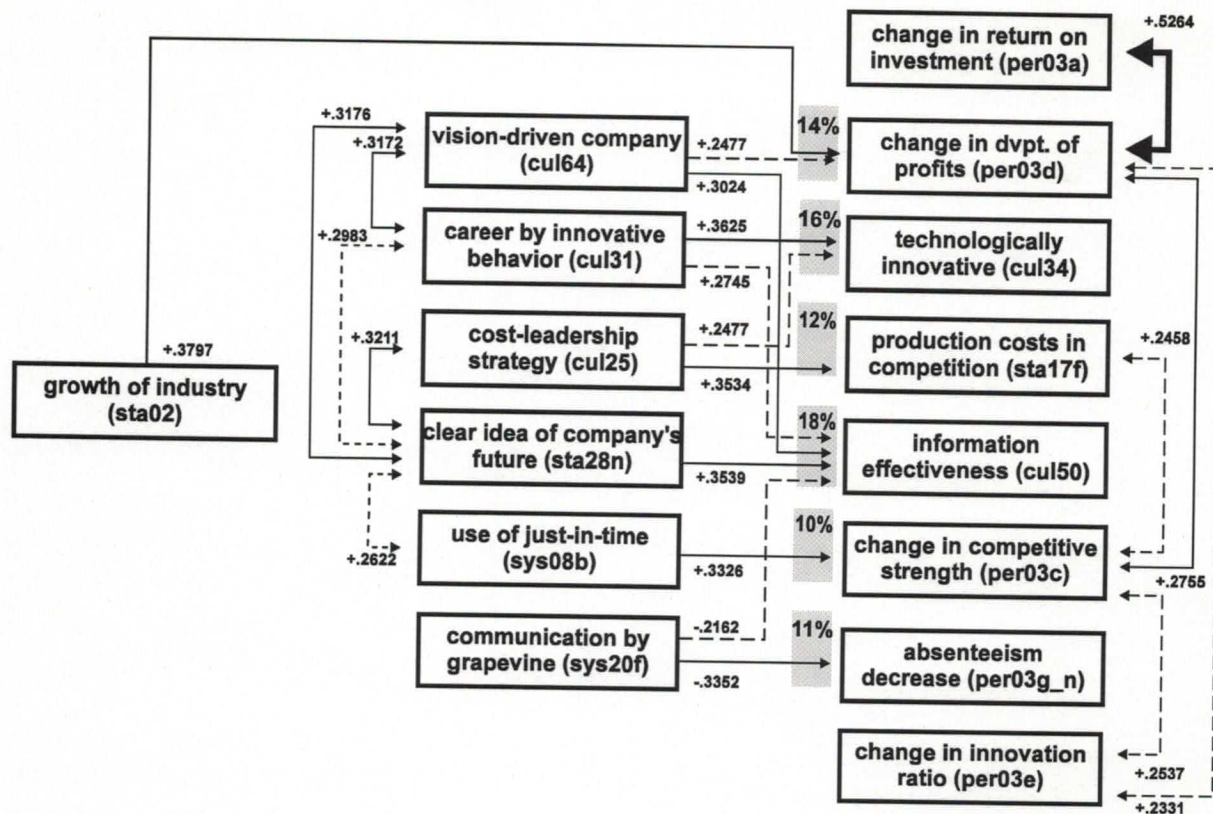 +.5264
change in return on
investment (per03a)
+.3176
+.3172
vision-driven company
(cul64)
+.2477
+.3024
14%
change in dvpt. of
profits (per03d)
+.2983
career by innovative
behavior (cul31)
+.3625
+.2745
16%
technologically
innovative (cul34)
+.3797
growth of industry
(sta02)
+.3211
cost-leadership
strategy (cul25)
+.2477
+.3534
12%
production costs in
competition (sta17f)
+.2458
clear idea of company's
future (sta28n)
+.3539
18%
information
effectiveness (cul50)
+.2622
use of just-in-time
(sys08b)
+.3326
10%
change in competitive
strength (per03c)
+.2755
communication by
grapevine (sys20f)
-.2162
-.3352
11%
absenteeism
decrease (per03g_n)
change in innovation
ratio (per03e)
+.2537
+.2331